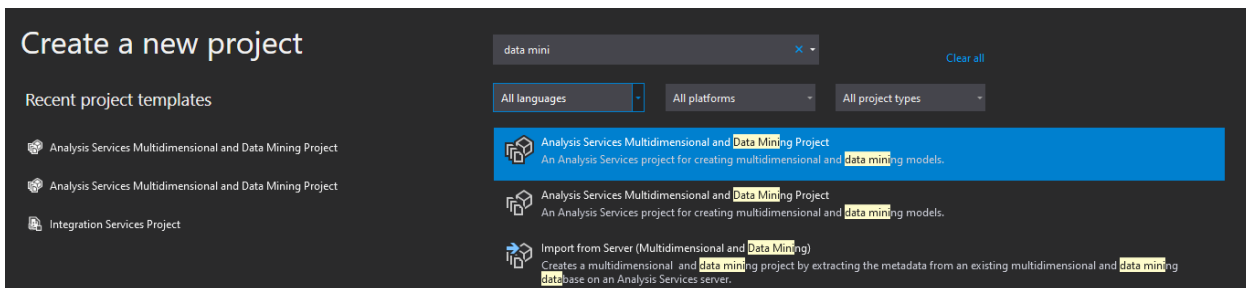 Create a new project
Recent project templates
Analysis Services Multidimensional and Data Mining Project
Analysis Services Multidimensional and Data Mining Project
Integration Services Project
data mini
Clear all
All languages
All platforms
All project types
Analysis Services Multidimensional and Data Mining Project
An Analysis Services project for creating multidimensional and data mining models.
Analysis Services Multidimensional and Data Mining Project
An Analysis Services project for creating multidimensional and data mining models.
Import from Server (Multidimensional and Data Mining)
Creates a multidimensional and data mining project by extracting the metadata from an existing multidimensional and data mining
database on an Analysis Services server.